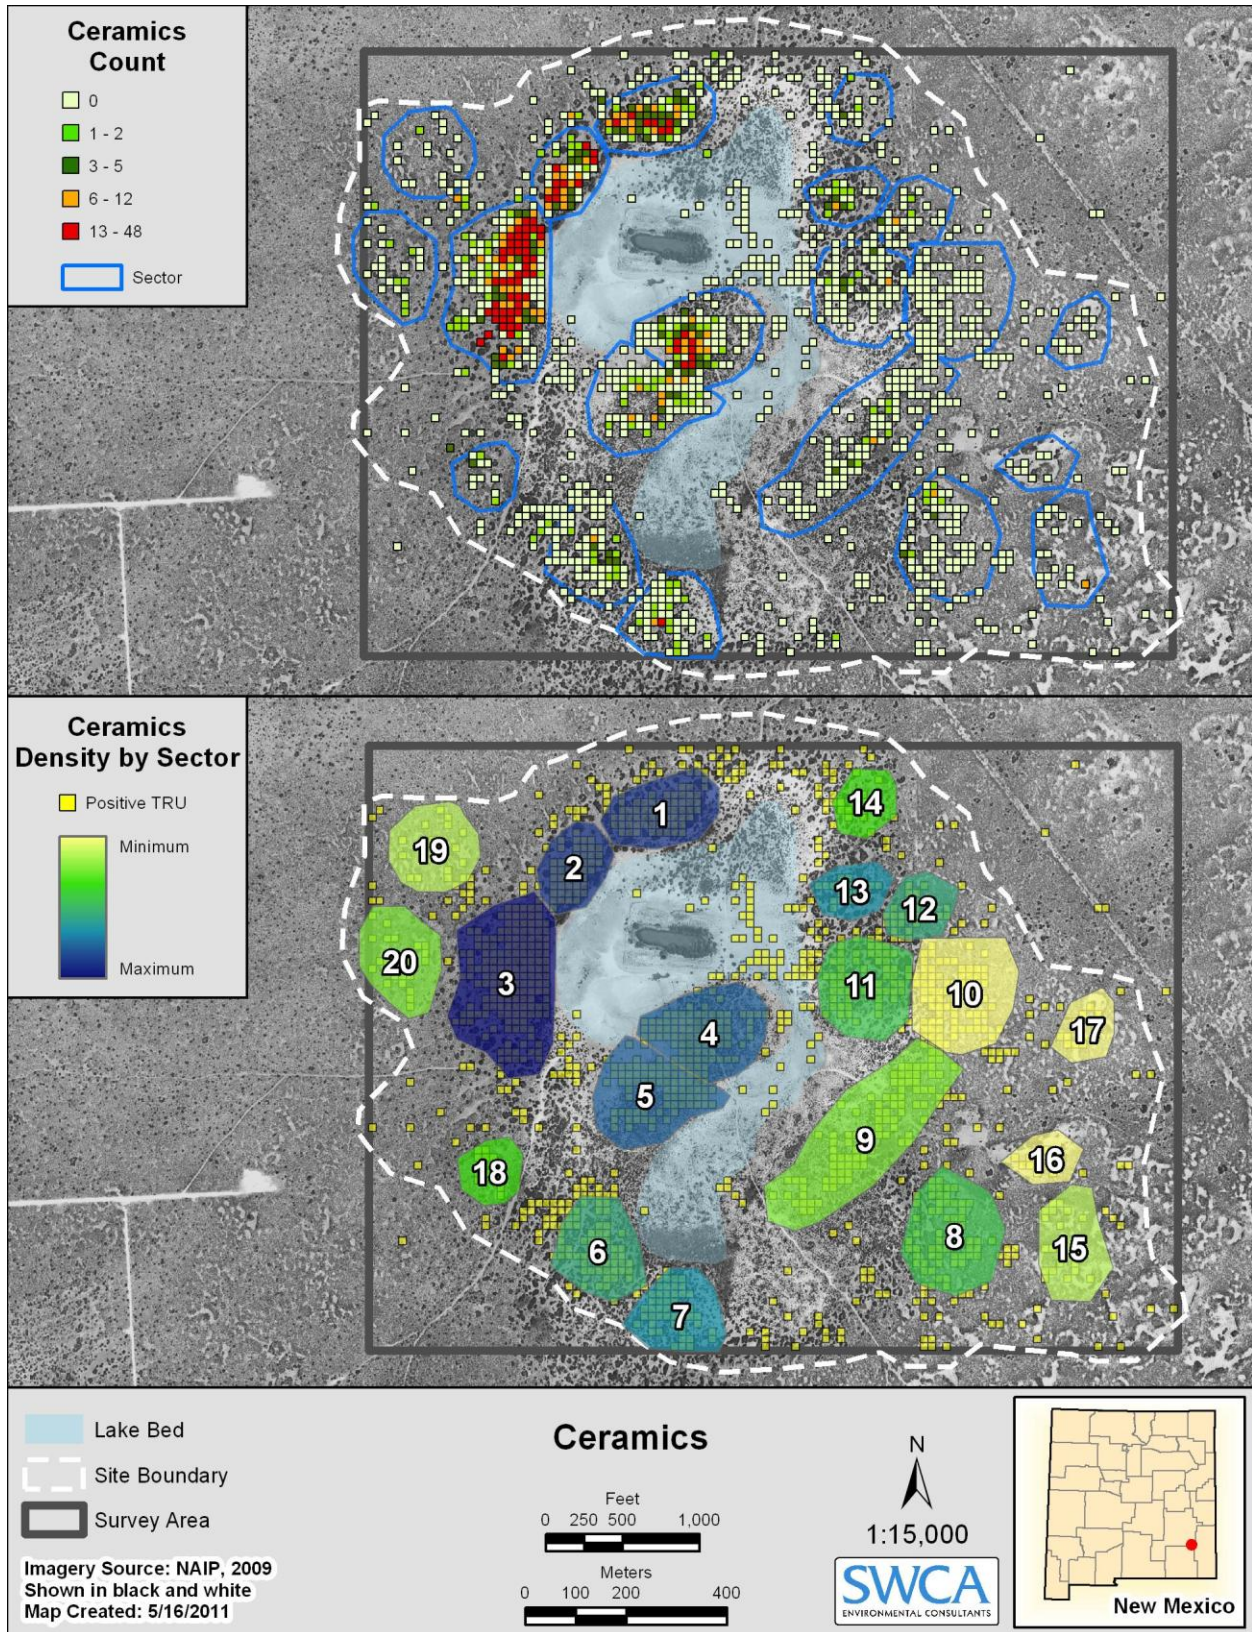 Ceramics
Count
0
1 - 2
3 - 5
6 - 12
13 - 48
Sector
Ceramics
Density by Sector
Positive TRU
Minimum
Maximum
1
14
2
19
13
12
20
3
11
10
4
17
5
9
16
18
8
15
6
7
Lake Bed
Site Boundary
Survey Area
Imagery Source: NAIP, 2009
Shown in black and white
Map Created: 5/16/2011
Ceramics
Feet
0 250 500 1,000
Meters
0 100 200 400
N
1:15,000
SWCA
ENVIRONMENTAL CONSULTANTS
New Mexico